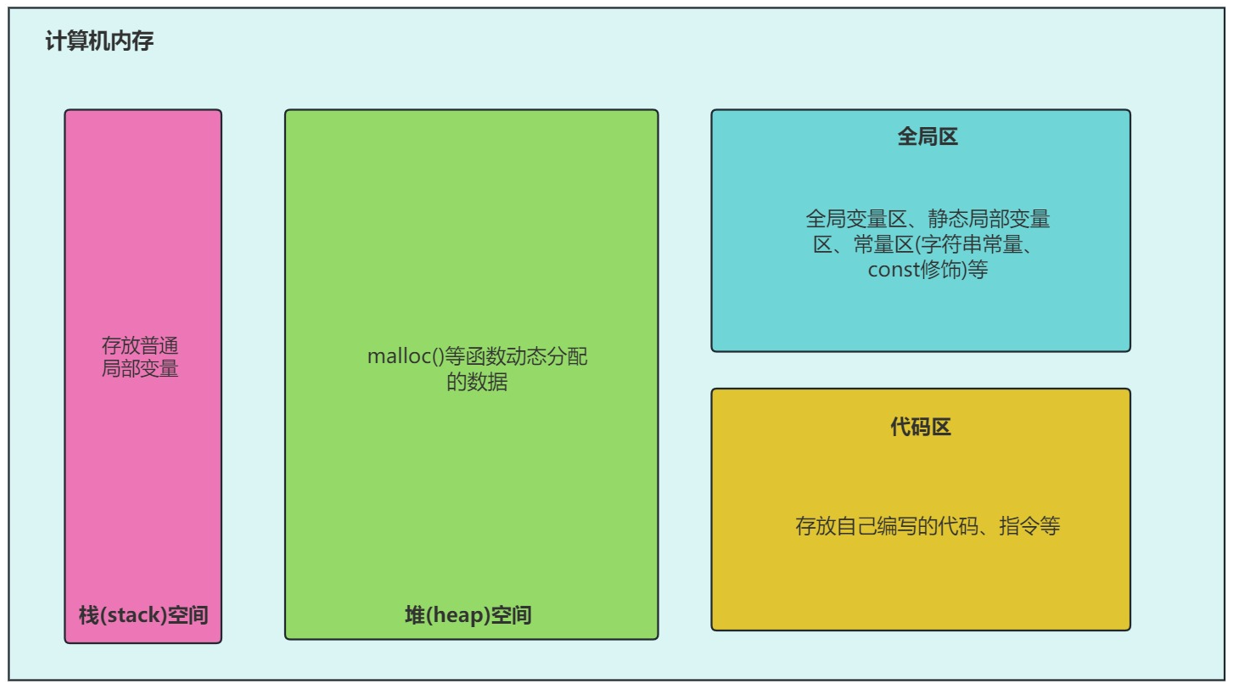 计算机内存
存放普通
局部变量
栈(stack)空间
malloc()等函数动态分配
的数据
堆(heap)空间
全局区
全局变量区、静态局部变量
区、常量区(字符串常量、
const修饰)等
代码区
存放自己编写的代码、指令等